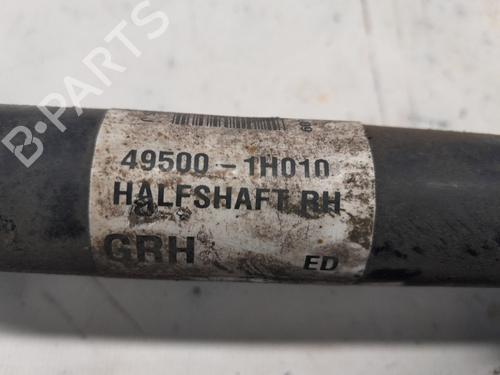 49500-1H010
HALFSHAFT RH
GRH
ED
B-PARTS